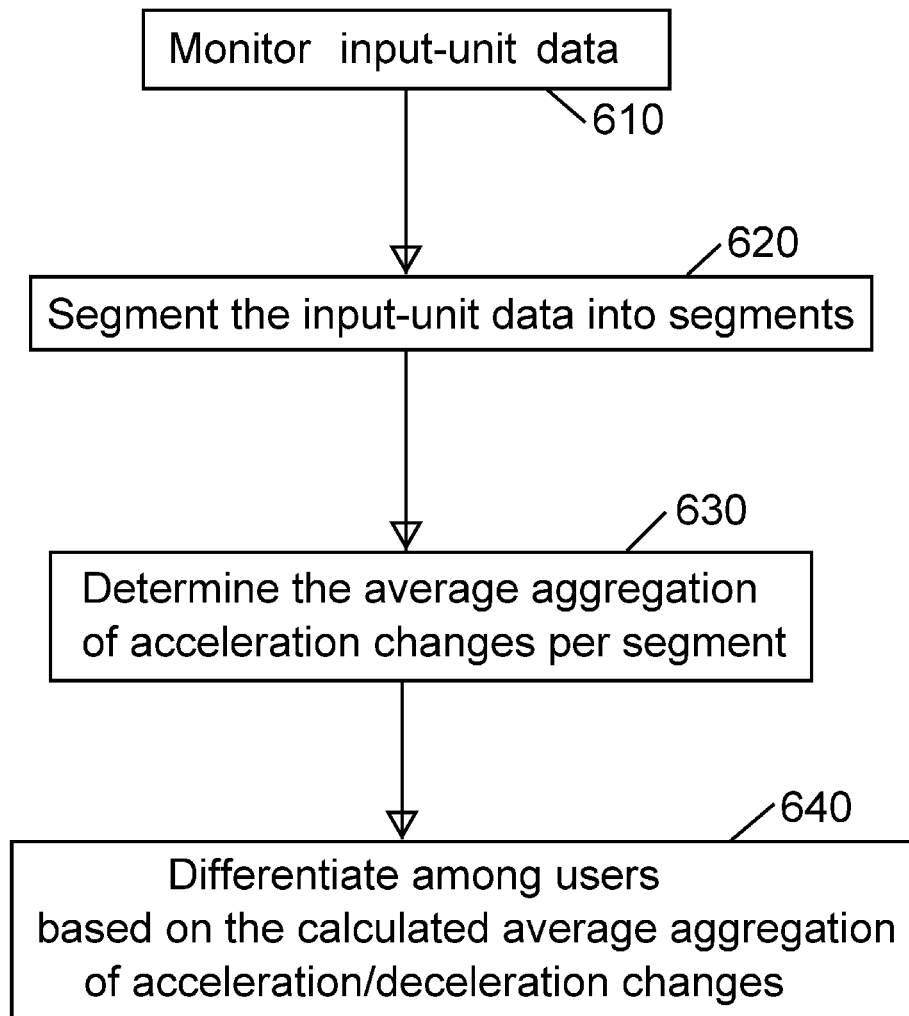 Monitor input-unit data
610
620
Segment the input-unit data into segments
630
Determine the average aggregation
of acceleration changes per segment
640
Differentiate among users
based on the calculated average aggregation
of acceleration/deceleration changes